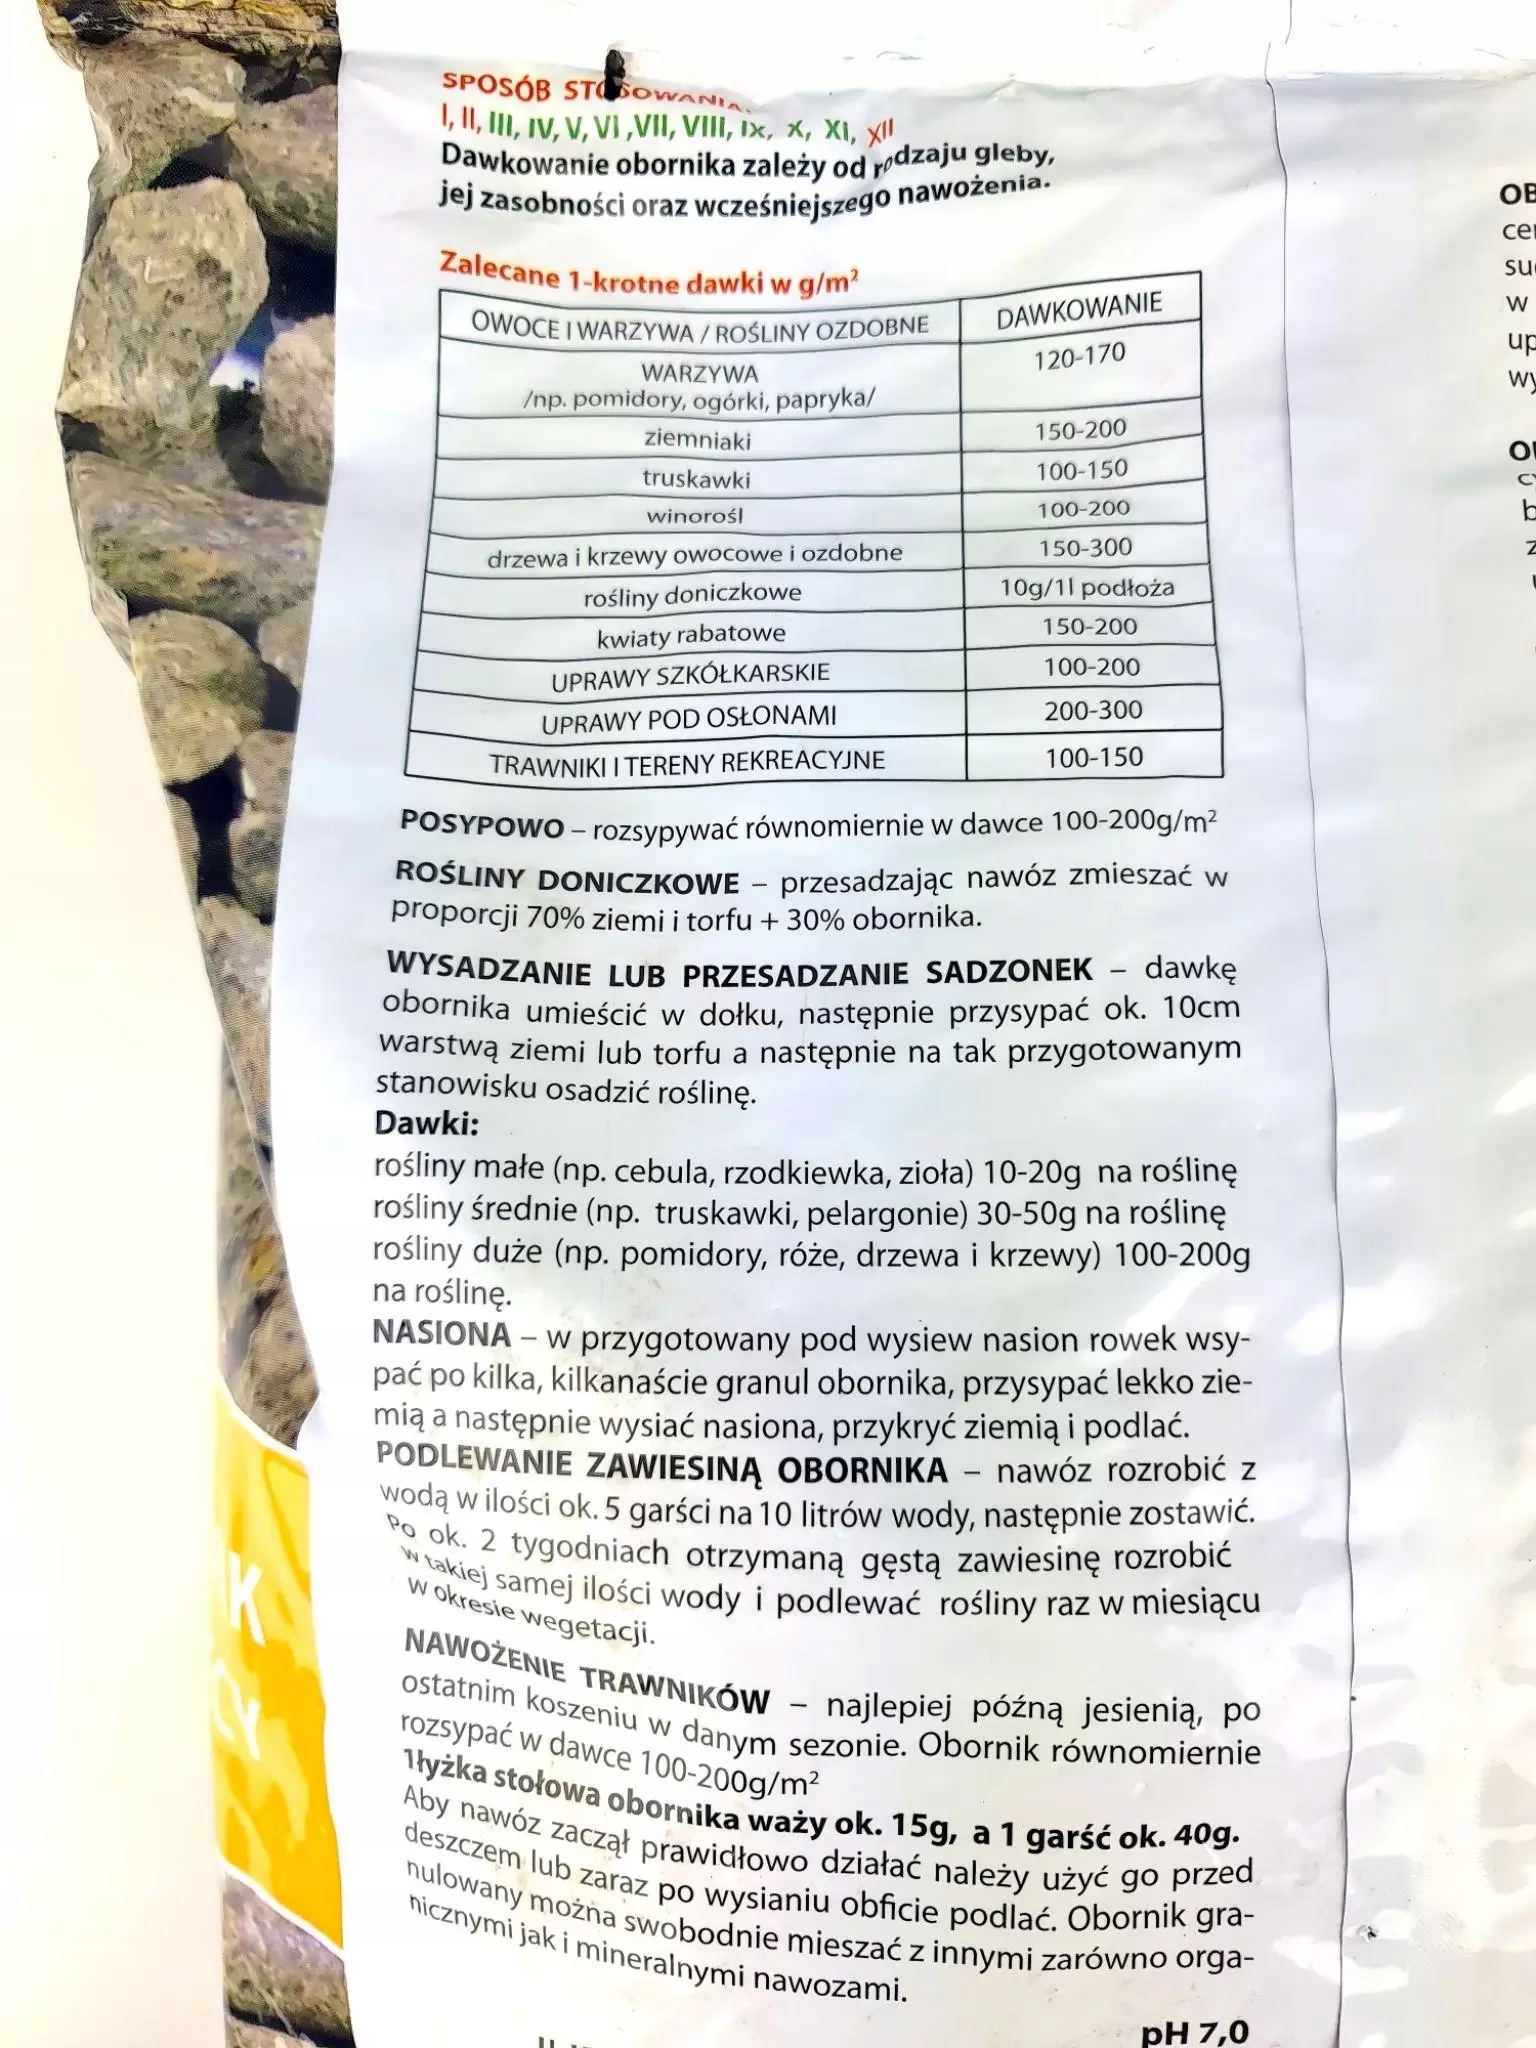 SPOSÓB STOSOWANIA.
I, II, III, IV, V, VI ,VII, VIII, IX, X, XI, XII
Dawkowanie obornika zależy od rodzaju gleby,
jej zasobności oraz wcześniejszego nawożenia.
Zalecane 1-krotne dawki w g/m²
OWOCE I WARZYWA / ROŚLINY OZDOBNE DAWKOWANIE
WARZYWA
/np. pomidory, ogórki, papryka/ 120-170
ziemniaki 150-200
truskawki 100-150
winorośl 100-200
drzewa i krzewy owocowe i ozdobne 150-300
rośliny doniczkowe 10g/1l podłoża
kwiaty rabatowe 150-200
UPRAWY SZKÓŁKARSKIE 100-200
UPRAWY POD OSŁONAMI 200-300
TRAWNIKI I TERENY REKREACYJNE 100-150
POSYPOWO – rozsypywać równomiernie w dawce 100-200g/m²
ROŚLINY DONICZKOWE – przesadzając nawóz zmieszać w
proporcji 70% ziemi i torfu + 30% obornika.
WYSADZANIE LUB PRZESADZANIE SADZONEK – dawkę
obornika umieścić w dołku, następnie przysypać ok. 10cm
warstwą ziemi lub torfu a następnie na tak przygotowanym
stanowisku osadzić roślinę.
Dawki:
rośliny małe (np. cebula, rzodkiewka, zioła) 10-20g na roślinę
rośliny średnie (np. truskawki, pelargonie) 30-50g na roślinę
rośliny duże (np. pomidory, róże, drzewa i krzewy) 100-200g
na roślinę.
NASIONA – w przygotowany pod wysiew nasion rowek wsy-
pać po kilka, kilkanaście granul obornika, przysypać lekko zie-
mią a następnie wysiać nasiona, przykryć ziemią i podlać.
PODLEWANIE ZAWIESINĄ OBORNIKA – nawóz rozrobić z
wodą w ilości ok. 5 garści na 10 litrów wody, następnie zostawić.
Po ok. 2 tygodniach otrzymaną gęstą zawiesinę rozrobić
w takiej samej ilości wody i podlewać rośliny raz w miesiącu
w okresie wegetacji.
NAWOŻENIE TRAWNIKÓW – najlepiej późną jesienią, po
ostatnim koszeniu w danym sezonie. Obornik równomiernie
rozsypać w dawce 100-200g/m²
1łyżka stołowa obornika waży ok. 15g, a 1 garść ok. 40g.
Aby nawóz zaczął prawidłowo działać należy użyć go przed
deszczem lub zaraz po wysianiu obficie podlać. Obornik gra-
nulowany można swobodnie mieszać z innymi zarówno orga-
nicznymi jak i mineralnymi nawozami.
pH 7,0